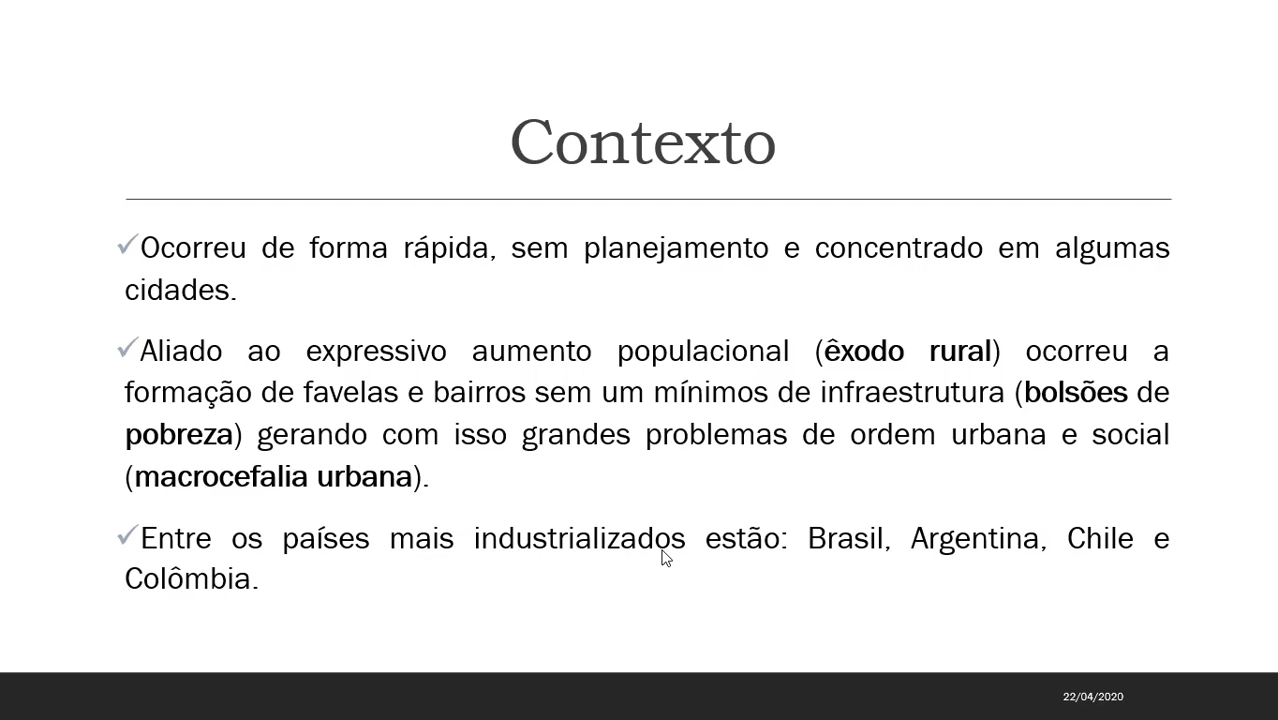 Contexto
✓Ocorreu de forma rápida, sem planejamento e concentrado em algumas
cidades.
✓Aliado ao expressivo aumento populacional (êxodo rural) ocorreu a
formação de favelas e bairros sem um mínimos de infraestrutura (bolsões de
pobreza) gerando com isso grandes problemas de ordem urbana e social
(macrocefalia urbana).
✓Entre os países mais industrializados estão: Brasil, Argentina, Chile e
Colômbia.
22/04/2020